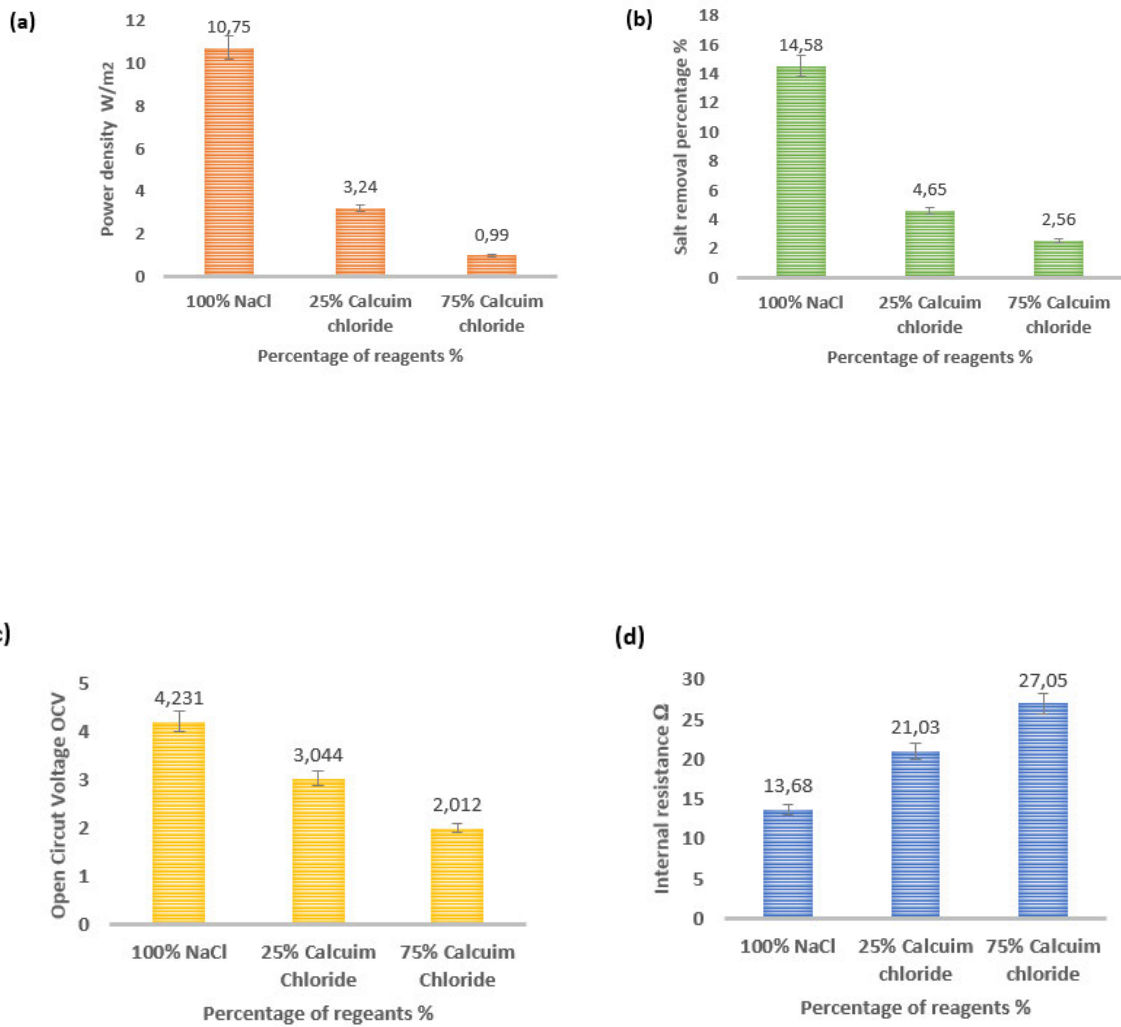 (a)
Power density W/m2
12
10
8
6
4
2
0
10,75
3,24
0,99
100% NaCl
25% Calcuim
chloride
75% Calcuim
chloride
Percentage of reagents %
(b)
Salt removal percentage %
18
16
14
12
10
8
6
4
2
0
14,58
4,65
2,56
100% NaCl
25% Calcuim
chloride
75% Calcuim
chloride
Percentage of reagents %
c)
Open Circut Voltage OCV
5
4
3
2
1
0
4,231
3,044
2,012
100% NaCl
25% Calcuim
Chloride
75% Calcuim
Chloride
Percentage of regeants %
(d)
Internal resistance Ω
30
25
20
15
10
5
0
13,68
21,03
27,05
100% NaCl
25% Calcuim
chloride
75% Calcuim
chloride
Percentage of reagents %